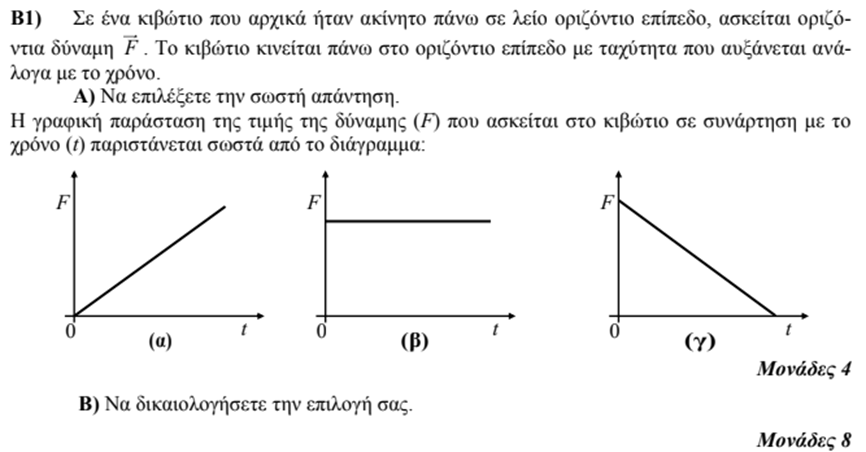 Β1) Σε ένα κιβώτιο που αρχικά ήταν ακίνητο πάνω σε λείο οριζόντιο επίπεδο, ασκείται οριζό-
ντια δύναμη F⃗ . Το κιβώτιο κινείται πάνω στο οριζόντιο επίπεδο με ταχύτητα που αυξάνεται ανά-
λογα με το χρόνο.
Α) Να επιλέξετε την σωστή απάντηση.
Η γραφική παράσταση της τιμής της δύναμης (F) που ασκείται στο κιβώτιο σε συνάρτηση με το
χρόνο (t) παριστάνεται σωστά από το διάγραμμα:
F F F
0 t 0 t 0 t
(α) (β) (γ)
Μονάδες 4
Β) Να δικαιολογήσετε την επιλογή σας.
Μονάδες 8